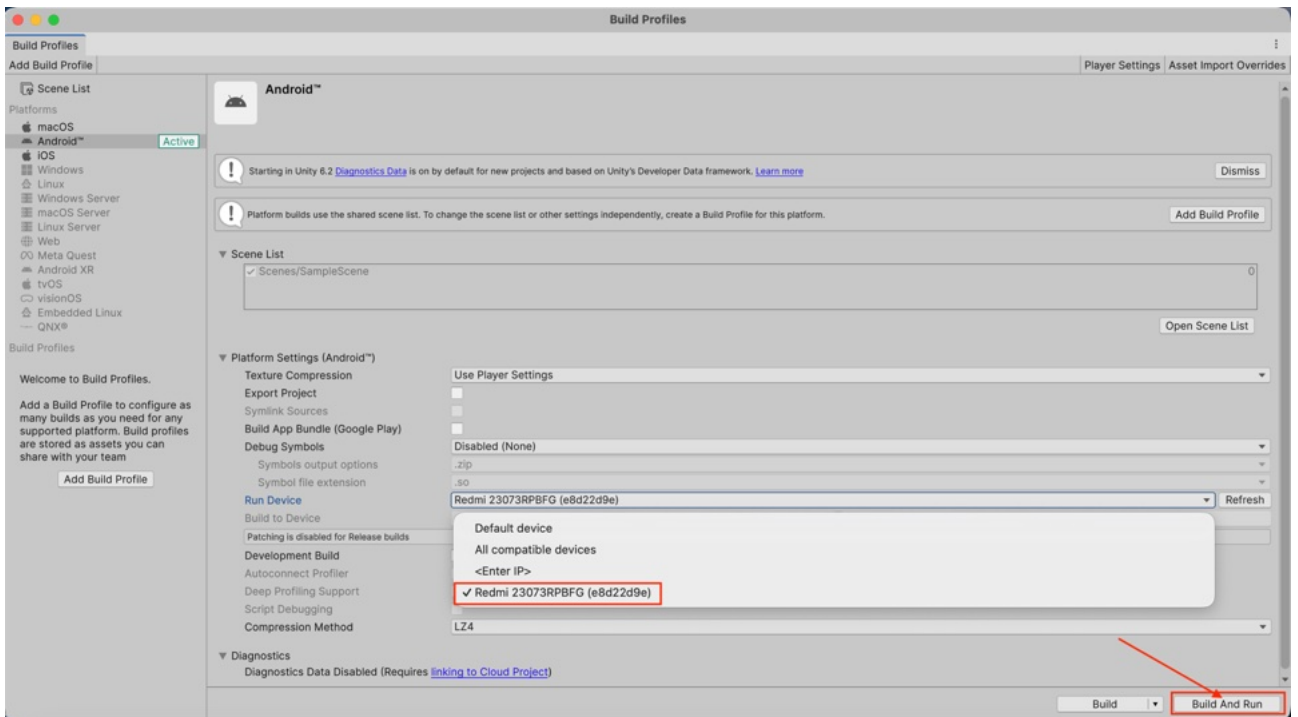 Build Profiles
Build Profiles
Add Build Profile
Player Settings
Asset Import Overrides
Scene List
Platforms
macOS
Android™
Active
iOS
Windows
Linux
Windows Server
macOS Server
Linux Server
Web
Meta Quest
Android XR
tvOS
visionOS
Embedded Linux
QNX®
Build Profiles
Welcome to Build Profiles.
Add a Build Profile to configure as
many builds as you need for any
supported platform. Build profiles
are stored as assets you can
share with your team
Add Build Profile
Android™
Starting in Unity 6.2 Diagnostics Data is on by default for new projects and based on Unity's Developer Data framework. Learn more
Dismiss
Platform builds use the shared scene list. To change the scene list or other settings independently, create a Build Profile for this platform.
Add Build Profile
Scene List
Scenes/SampleScene 0
Open Scene List
Platform Settings (Android™)
Texture Compression Use Player Settings
Export Project
Symlink Sources
Build App Bundle (Google Play)
Debug Symbols Disabled (None)
Symbols output options .zip
Symbol file extension .so
Run Device Redmi 23073RPBFG (e8d22d9e) Refresh
Build to Device
Patching is disabled for Release builds
Default device
All compatible devices
<Enter IP>
✓ Redmi 23073RPBFG (e8d22d9e)
Development Build
Autoconnect Profiler
Deep Profiling Support
Script Debugging
Compression Method LZ4
Diagnostics
Diagnostics Data Disabled (Requires linking to Cloud Project)
Build
Build And Run